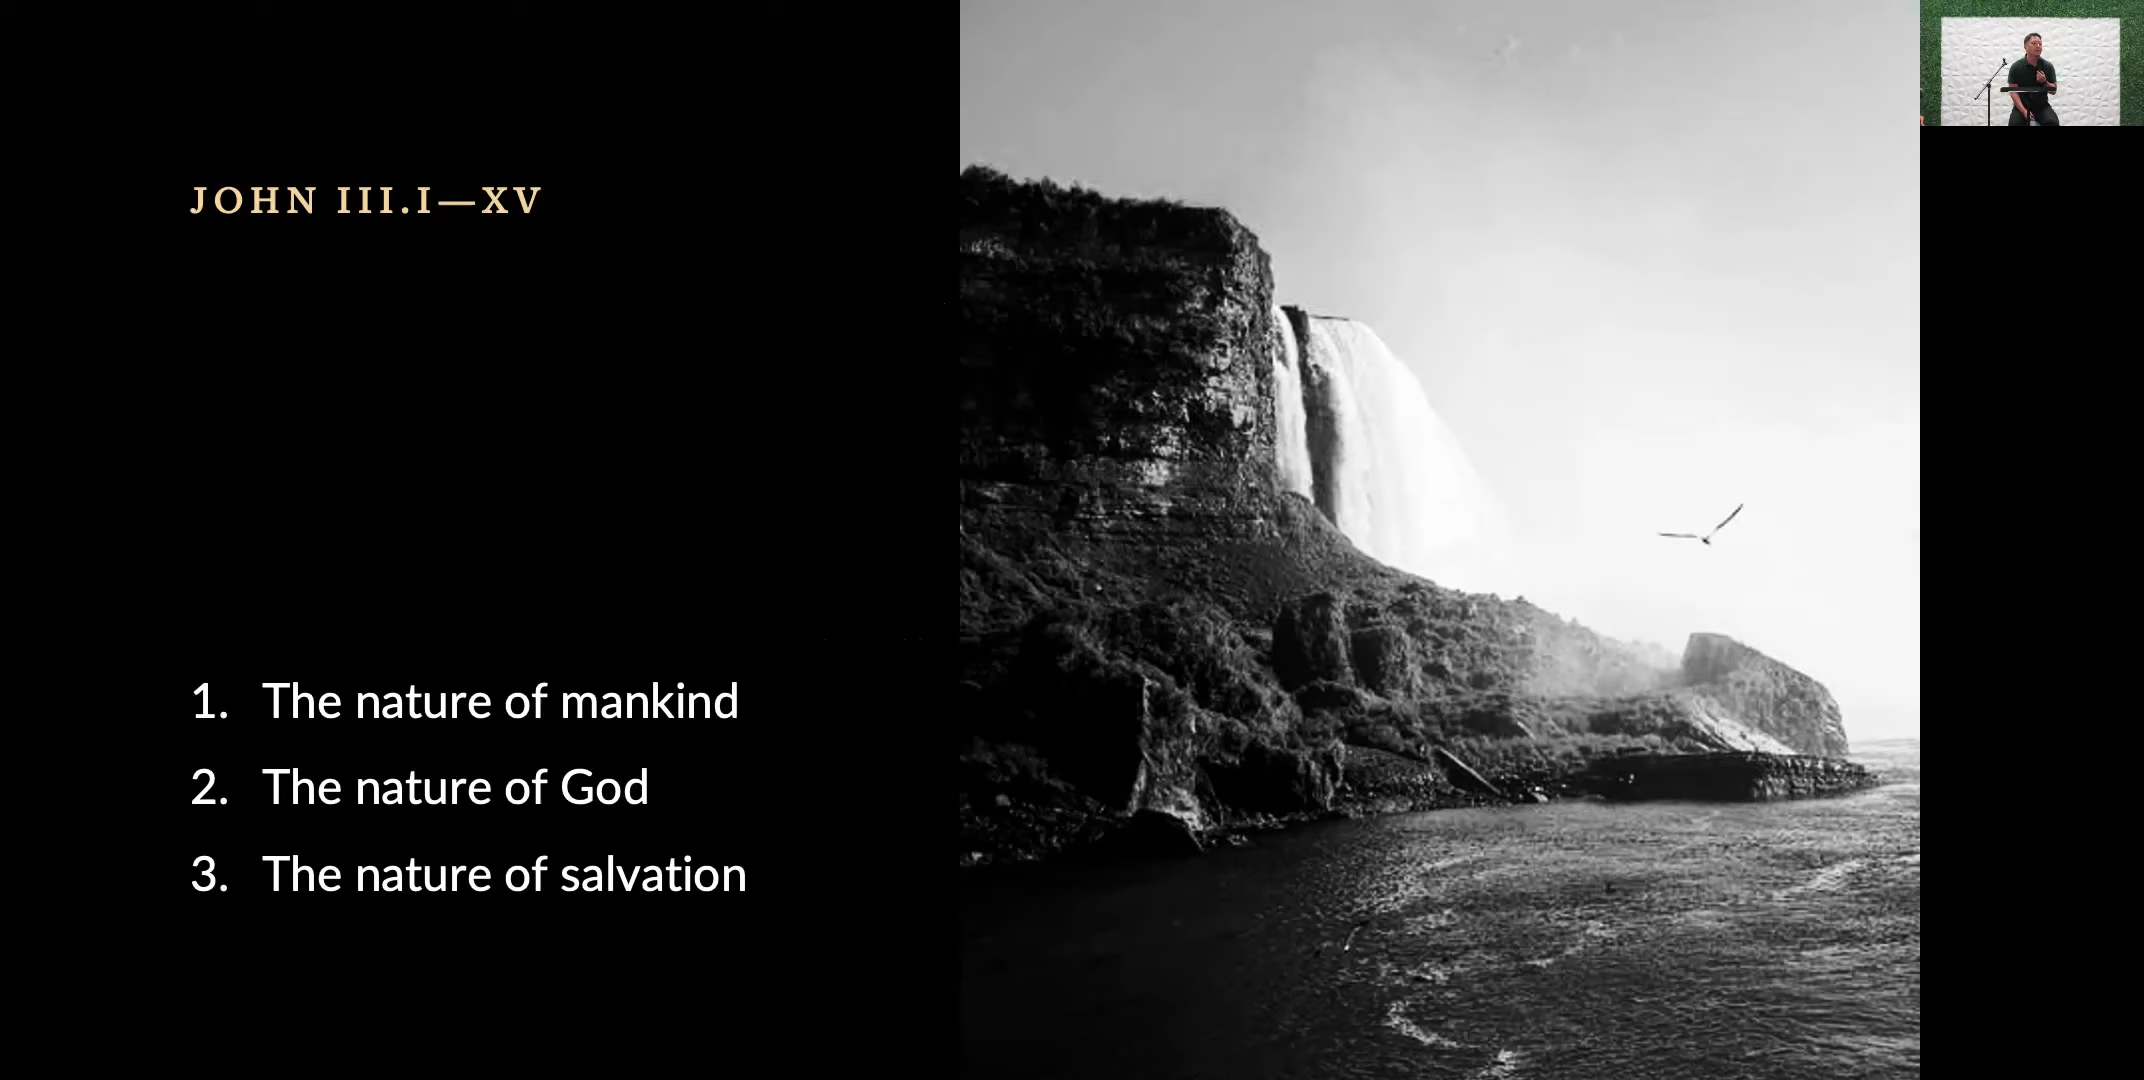 JOHN III.I—XV
1. The nature of mankind
2. The nature of God
3. The nature of salvation